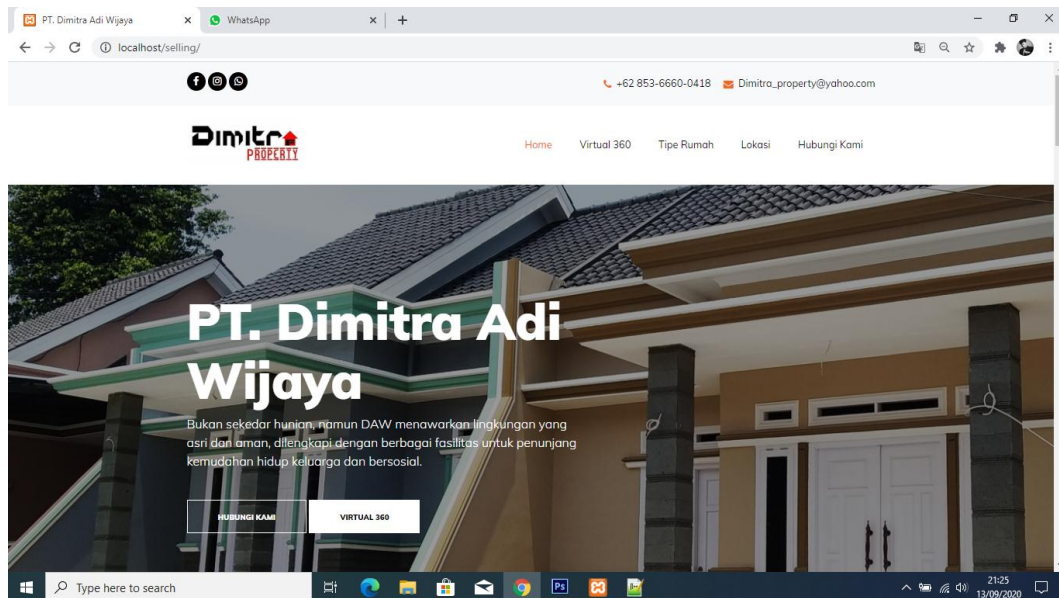 PT. Dimitra Adi Wijaya
WhatsApp
localhost/selling/
+62 853-6660-0418
Dimitra_property@yahoo.com
Dimitra
PROPERTY
Home
Virtual 360
Tipe Rumah
Lokasi
Hubungi Kami
PT. Dimitra Adi
Wijaya
Bukan sekedar hunian, namun DAW menawarkan lingkungan yang
asri dan aman, dilengkapi dengan berbagai fasilitas untuk penunjang
kemudahan hidup keluarga dan bersosial.
HUBUNGI KAMI
VIRTUAL 360
Type here to search
Ps
21:25
13/09/2020